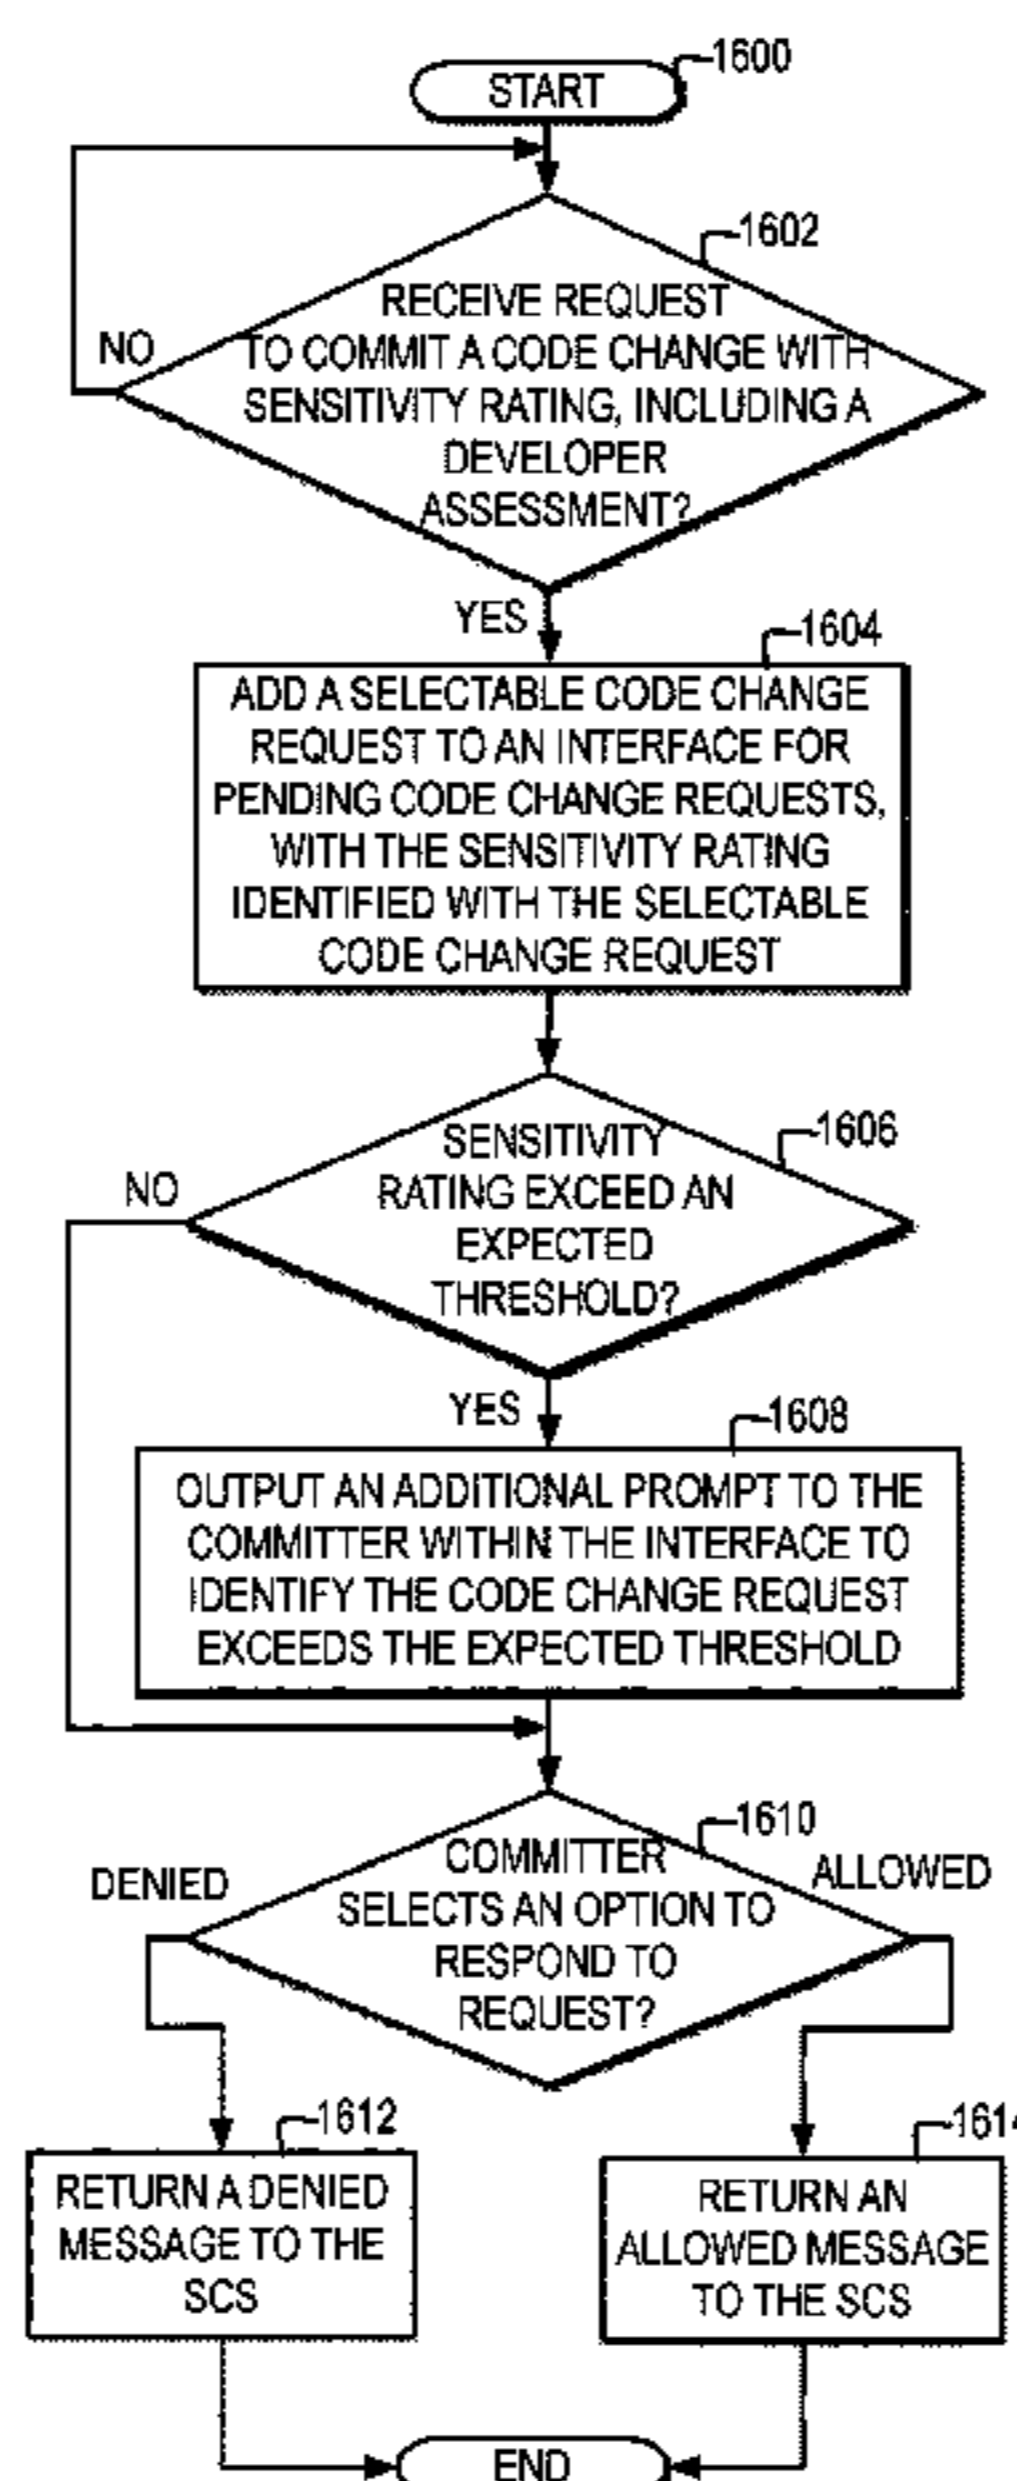 1600
START
1602
RECEIVE REQUEST
NO
TO COMMIT A CODE CHANGE WITH
SENSITIVITY RATING, INCLUDING A
DEVELOPER
ASSESSMENT?
YES
1604
ADD A SELECTABLE CODE CHANGE
REQUEST TO AN INTERFACE FOR
PENDING CODE CHANGE REQUESTS,
WITH THE SENSITIVITY RATING
IDENTIFIED WITH THE SELECTABLE
CODE CHANGE REQUEST
1606
SENSITIVITY
NO
RATING EXCEED AN
EXPECTED
THRESHOLD?
YES
1608
OUTPUT AN ADDITIONAL PROMPT TO THE
COMMITTER WITHIN THE INTERFACE TO
IDENTIFY THE CODE CHANGE REQUEST
EXCEEDS THE EXPECTED THRESHOLD
1610
COMMITTER
DENIED
ALLOWED
SELECTS AN OPTION TO
RESPOND TO
REQUEST?
1612
RETURN A DENIED
MESSAGE TO THE
SCS
1614
RETURN AN
ALLOWED MESSAGE
TO THE SCS
END